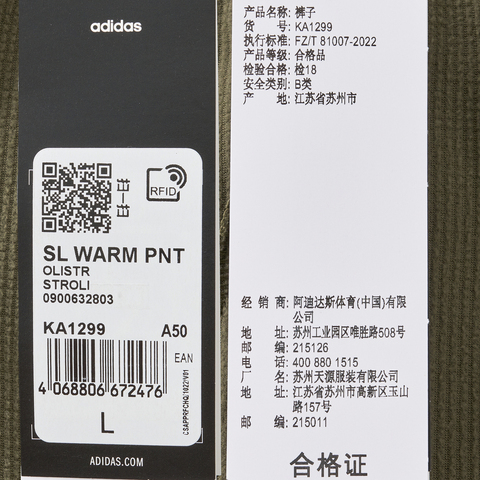 adidas
RFID
SL WARM PNT
OLISTR
STROLI
0900632803
KA1299 A50
EAN
4 068806 672476
CSAPPRFCHQ/1022/V01
L
ADIDAS.COM
产品名称: 裤子
货 号: KA1299
执行标准: FZ/T 81007-2022
产品等级: 合格品
检验合格: 检18
安全类别: B类
产 地: 江苏省苏州市
经 销 商: 阿迪达斯体育(中国)有限
公司
地 址: 苏州工业园区唯胜路508号
邮 编: 215126
电 话: 400 880 1515
厂 名: 苏州天源服装有限公司
地 址: 江苏省苏州市高新区玉山
路157号
邮 编: 215011
合格证